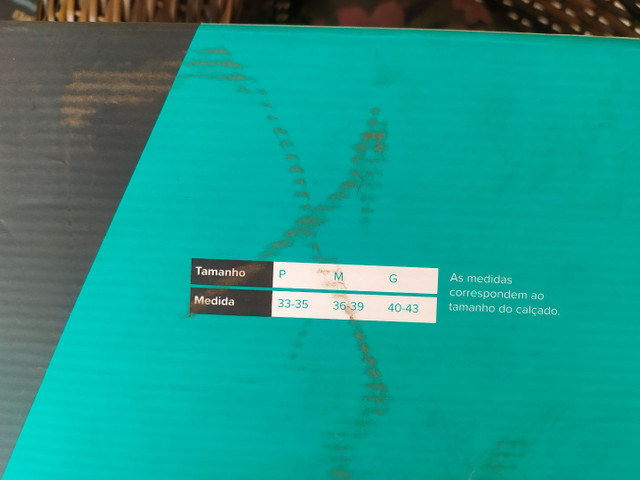 Tamanho P M G
Medida 33-35 36-39 40-43
As medidas
correspondem ao
tamanho do calçado.